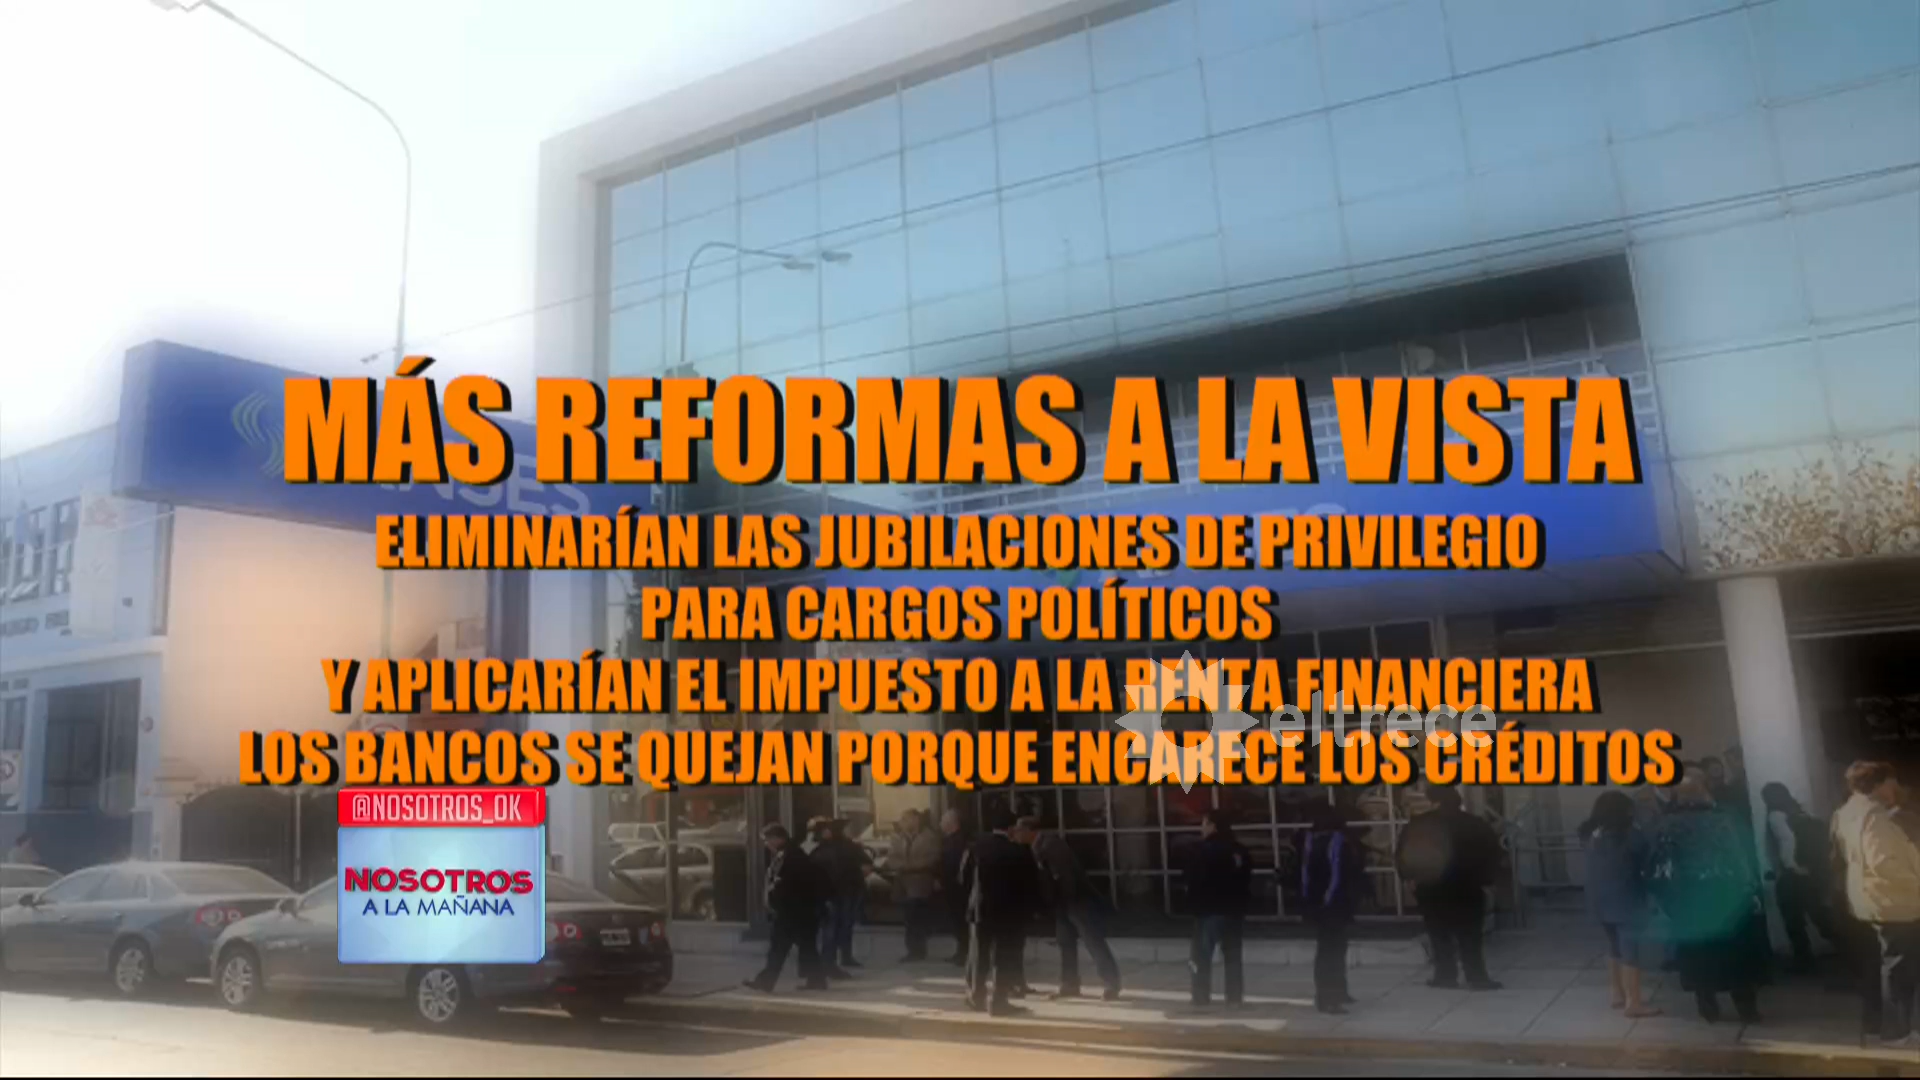 MÁS REFORMAS A LA VISTA
ELIMINARÍAN LAS JUBILACIONES DE PRIVILEGIO
PARA CARGOS POLÍTICOS
Y APLICARÍAN EL IMPUESTO A LA RENTA FINANCIERA
LOS BANCOS SE QUEJAN PORQUE ENCARECE LOS CRÉDITOS
eltrece
@NOSOTROS_OK
NOSOTROS
A LA MAÑANA